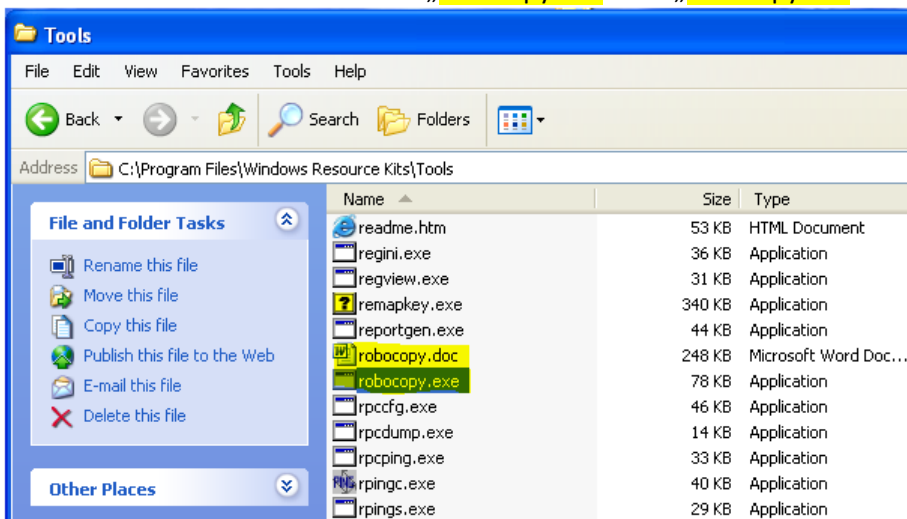 Tools
File Edit View Favorites Tools Help
Back Search Folders
Address C:\Program Files\Windows Resource Kits\Tools
Name Size Type
File and Folder Tasks
Rename this file
Move this file
Copy this file
Publish this file to the Web
E-mail this file
Delete this file
Other Places
readme.htm 53 KB HTML Document
regini.exe 36 KB Application
regview.exe 31 KB Application
remapkey.exe 340 KB Application
reportgen.exe 44 KB Application
robocopy.doc 248 KB Microsoft Word Doc...
robocopy.exe 78 KB Application
rpccfg.exe 46 KB Application
rpcdump.exe 14 KB Application
rpcping.exe 33 KB Application
rpingc.exe 40 KB Application
rpings.exe 29 KB Application